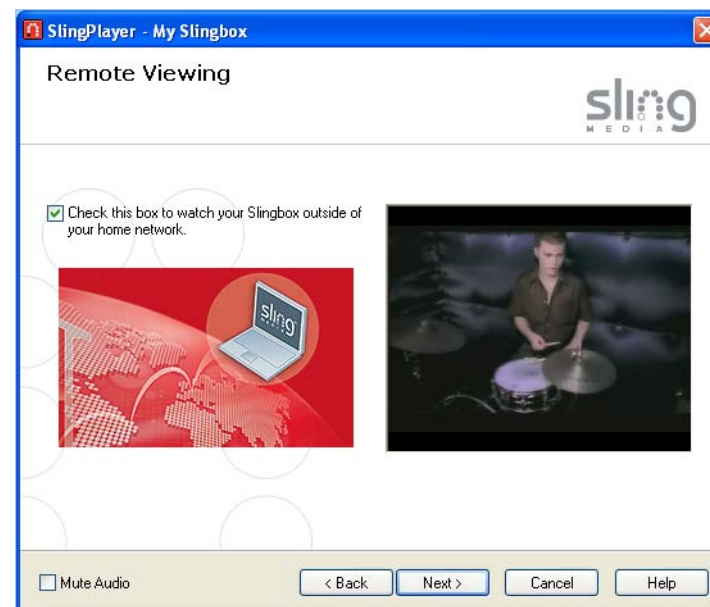 SlingPlayer - My Slingbox
Remote Viewing
sling
MEDIA
Check this box to watch your Slingbox outside of
your home network.
sling
MEDIA
Mute Audio
< Back
Next >
Cancel
Help